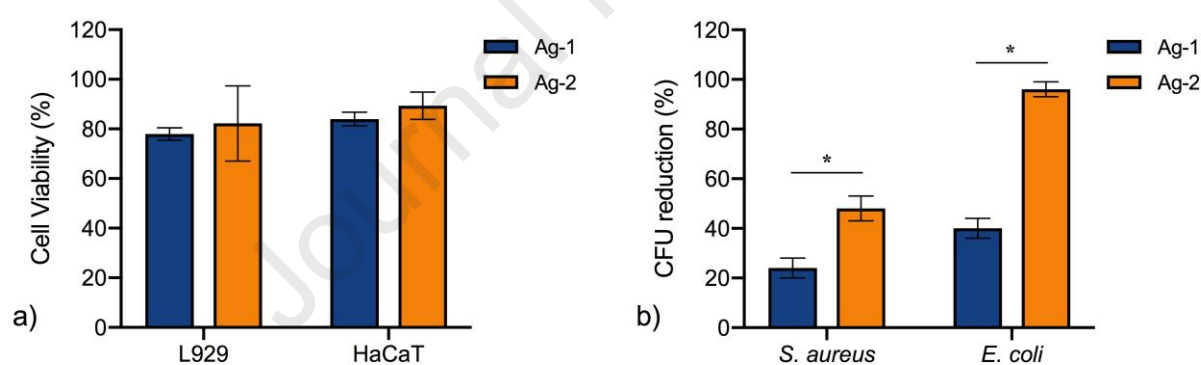 120
100
80
60
40
20
0
Cell Viability (%)
Ag-1
Ag-2
L929
HaCaT
a)
120
100
80
60
40
20
0
CFU reduction (%)
*
*
Ag-1
Ag-2
S. aureus
E. coli
b)
Journal